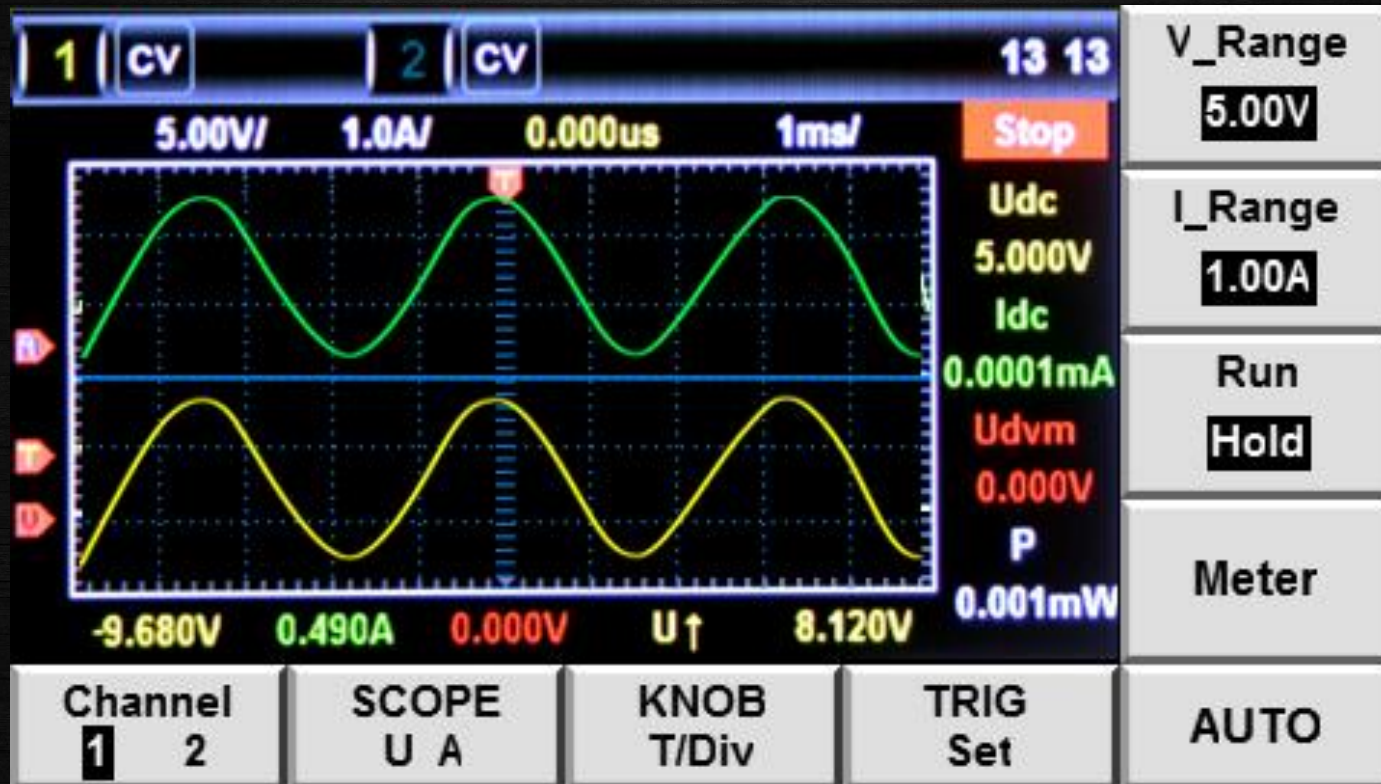 1 CV 2 CV 13 13
5.00V/ 1.0A/ 0.000us 1ms/ Stop
T
Udc
5.000V
Idc
0.0001mA
Udvm
0.000V
P
0.001mW
A
T
U
-9.680V 0.490A 0.000V U↑ 8.120V
V_Range
5.00V
I_Range
1.00A
Run
Hold
Meter
AUTO
Channel
1 2
SCOPE
U A
KNOB
T/Div
TRIG
Set